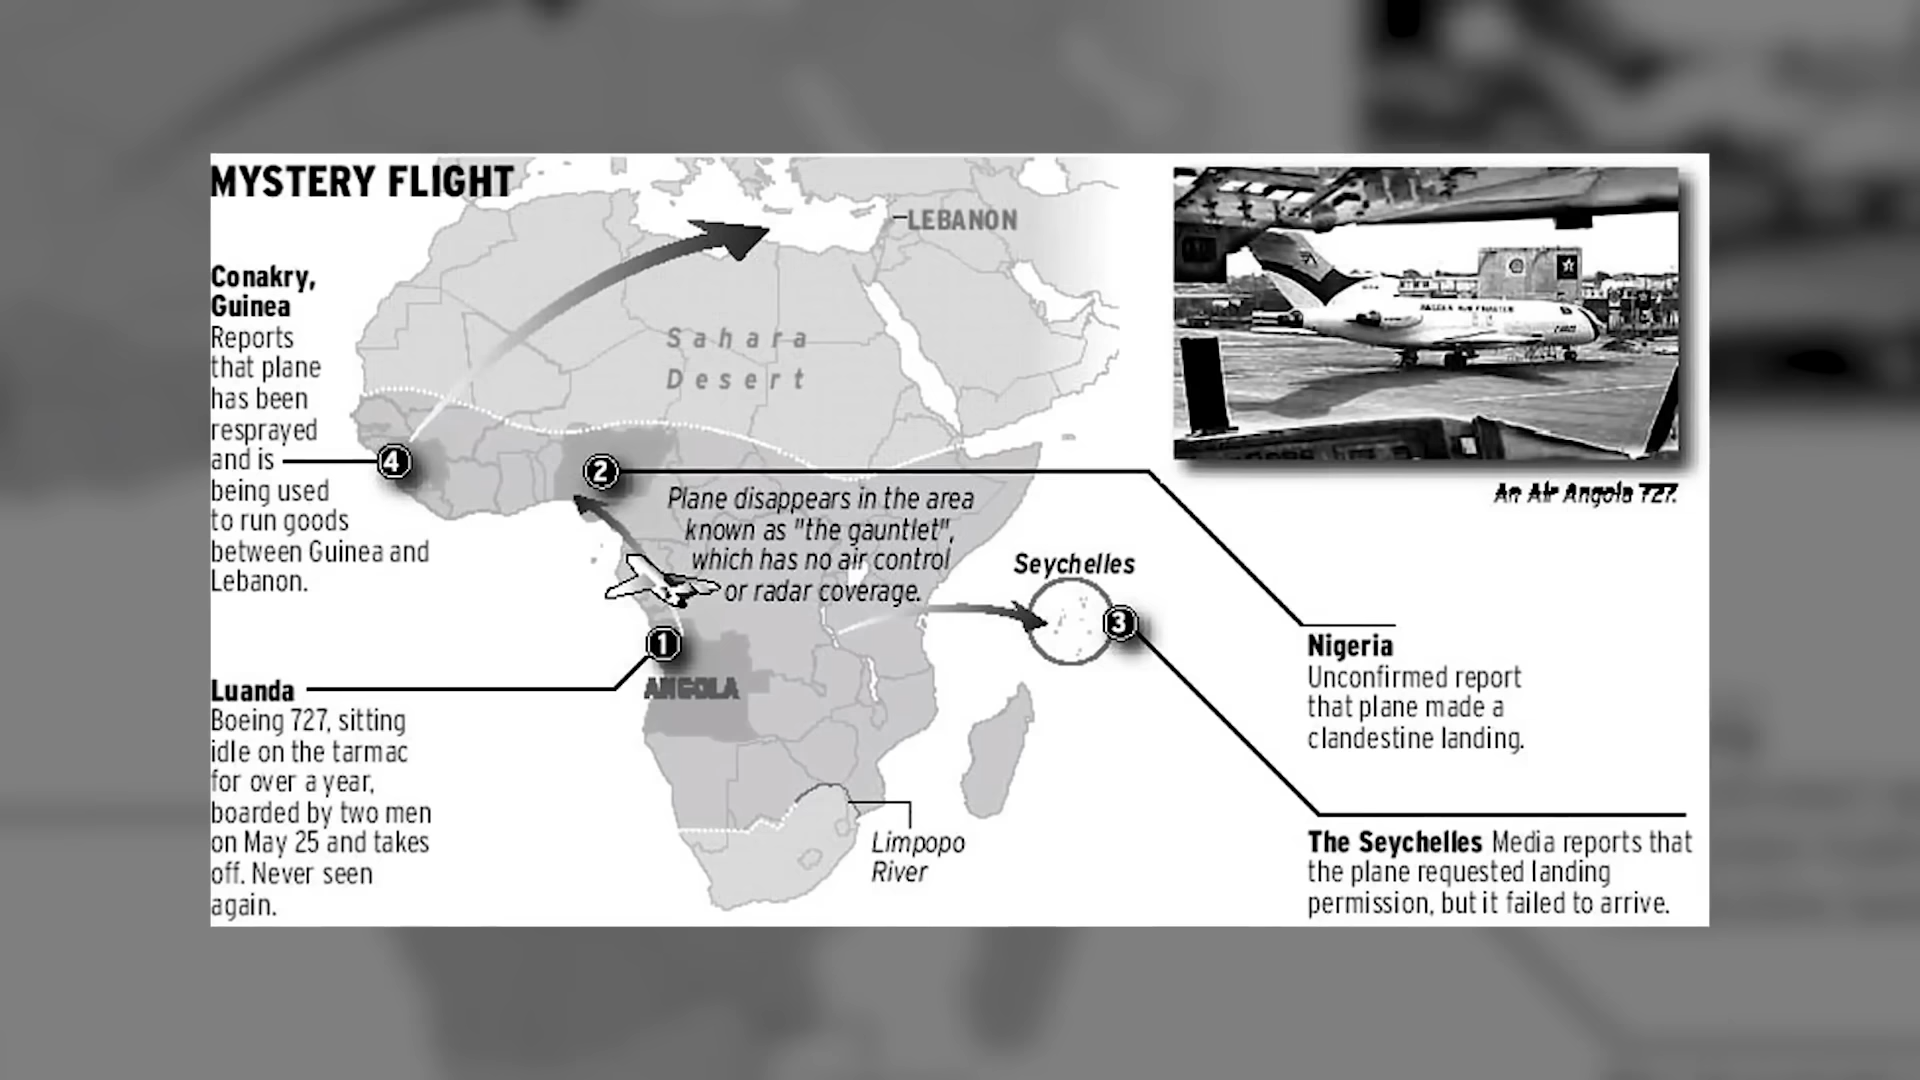 MYSTERY FLIGHT
LEBANON
Sahara
Desert
Conakry,
Guinea
Reports
that plane
has been
resprayed
and is
being used
to run goods
between Guinea and
Lebanon.
4
2
Plane disappears in the area
known as "the gauntlet",
which has no air control
or radar coverage.
An Air Angola 727.
Seychelles
3
1
ANGOLA
Luanda
Boeing 727, sitting
idle on the tarmac
for over a year,
boarded by two men
on May 25 and takes
off. Never seen
again.
Limpopo
River
Nigeria
Unconfirmed report
that plane made a
clandestine landing.
The Seychelles Media reports that
the plane requested landing
permission, but it failed to arrive.